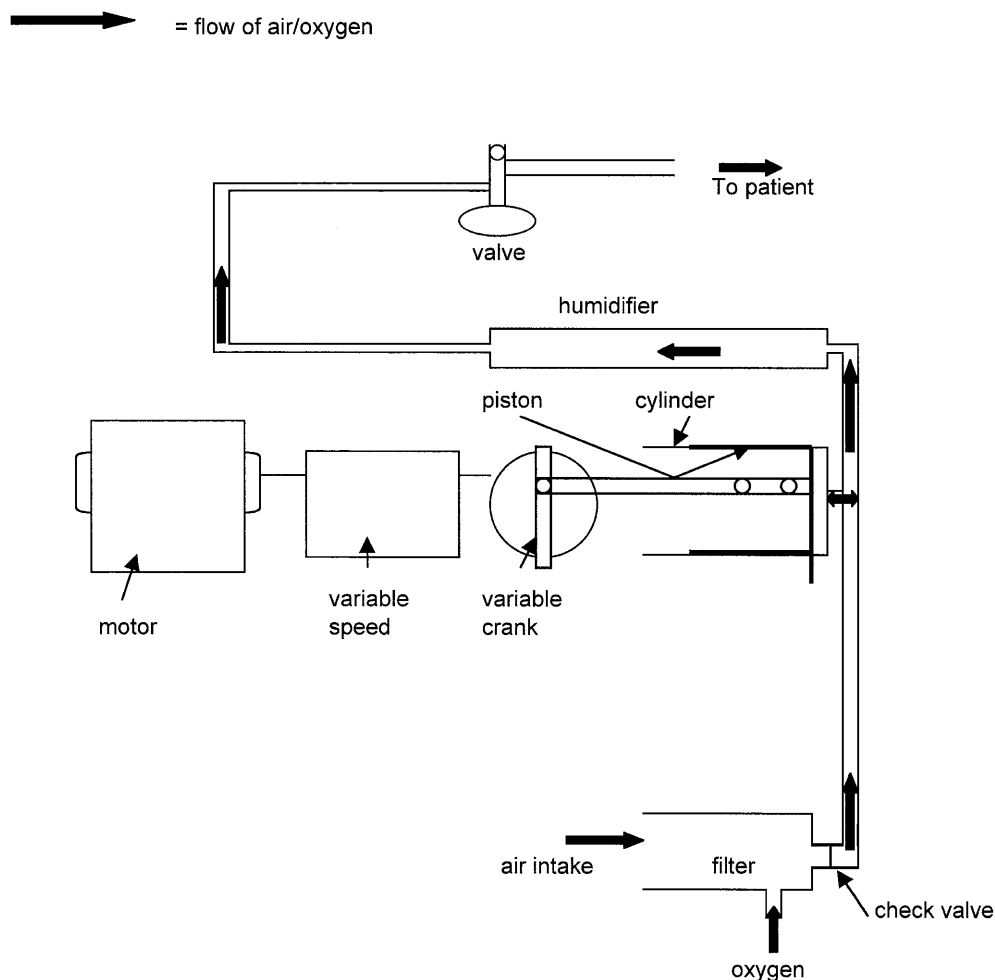 = flow of air/oxygen
To patient
valve
humidifier
piston
cylinder
motor
variable
speed
variable
crank
air intake
filter
check valve
oxygen